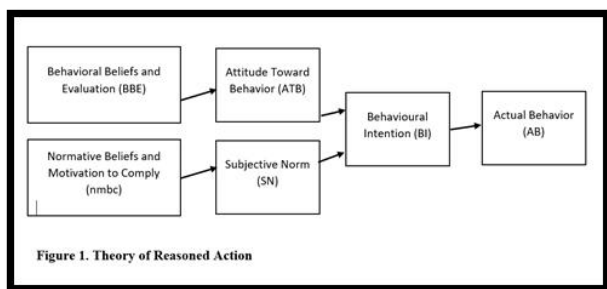 Behavioral Beliefs and
Evaluation (BBE)
Attitude Toward
Behavior (ATB)
Behavioural
Intention (BI)
Actual Behavior
(AB)
Normative Beliefs and
Motivation to Comply
(nmbc)
Subjective Norm
(SN)
Figure 1. Theory of Reasoned Action